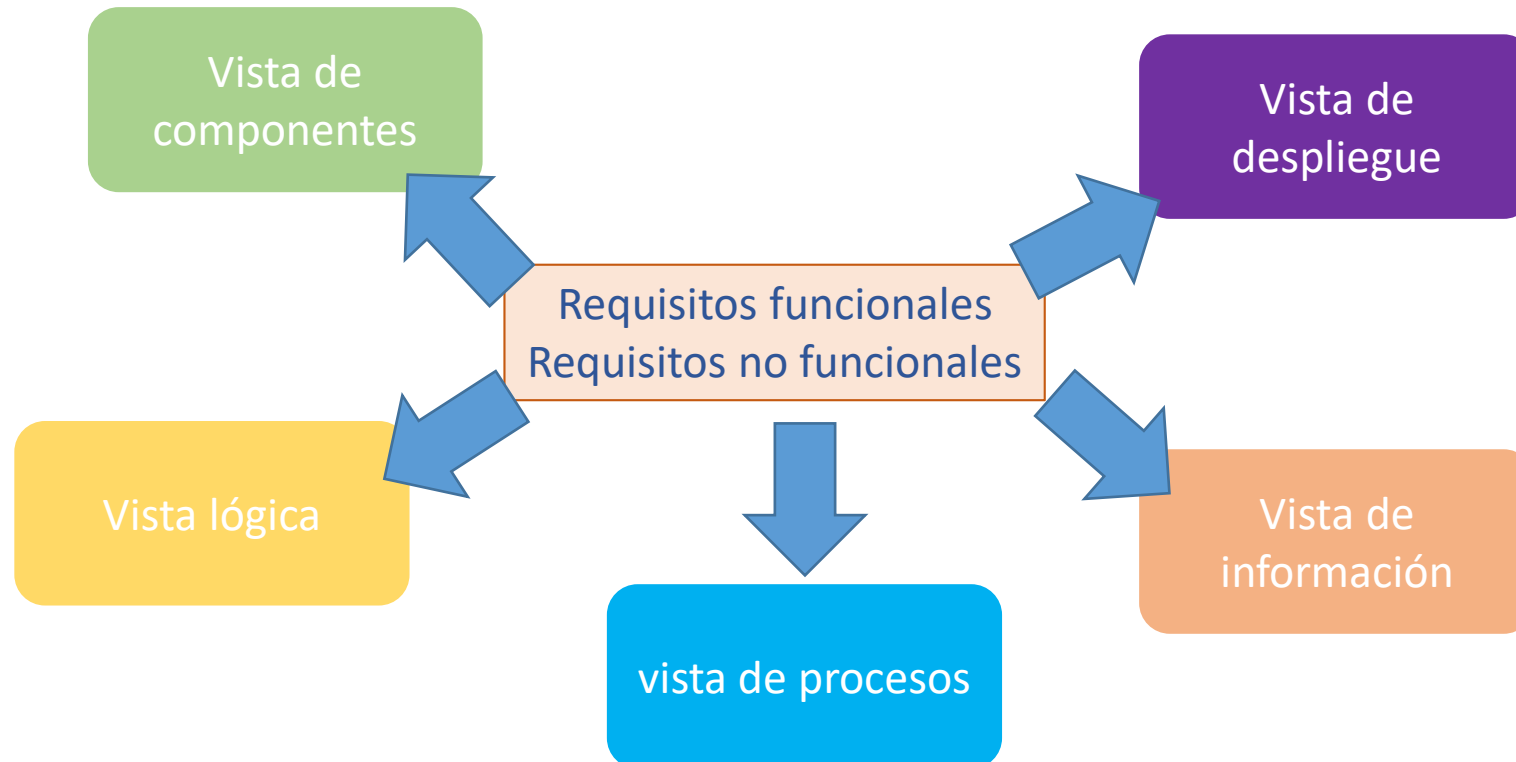 Vista de
componentes
Vista de
despliegue
Requisitos funcionales
Requisitos no funcionales
Vista lógica
Vista de
información
vista de procesos